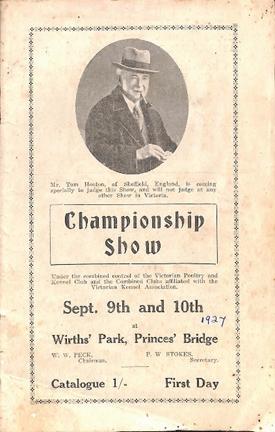 Mr. Tom Hooton, of Sheffield, England, is coming
specially to judge this Show, and will not judge at any
other Show in Victoria.
Championship
Show
Under the combined control of the Victorian Poultry and
Kennel Club and the Combined Clubs affiliated with the
Victorian Kennel Association.
Sept. 9th and 10th
1927
at
Wirths' Park, Princes' Bridge
W. W. PECK, P. W. STOKES,
Chairman. Secretary.
Catalogue 1/- First Day